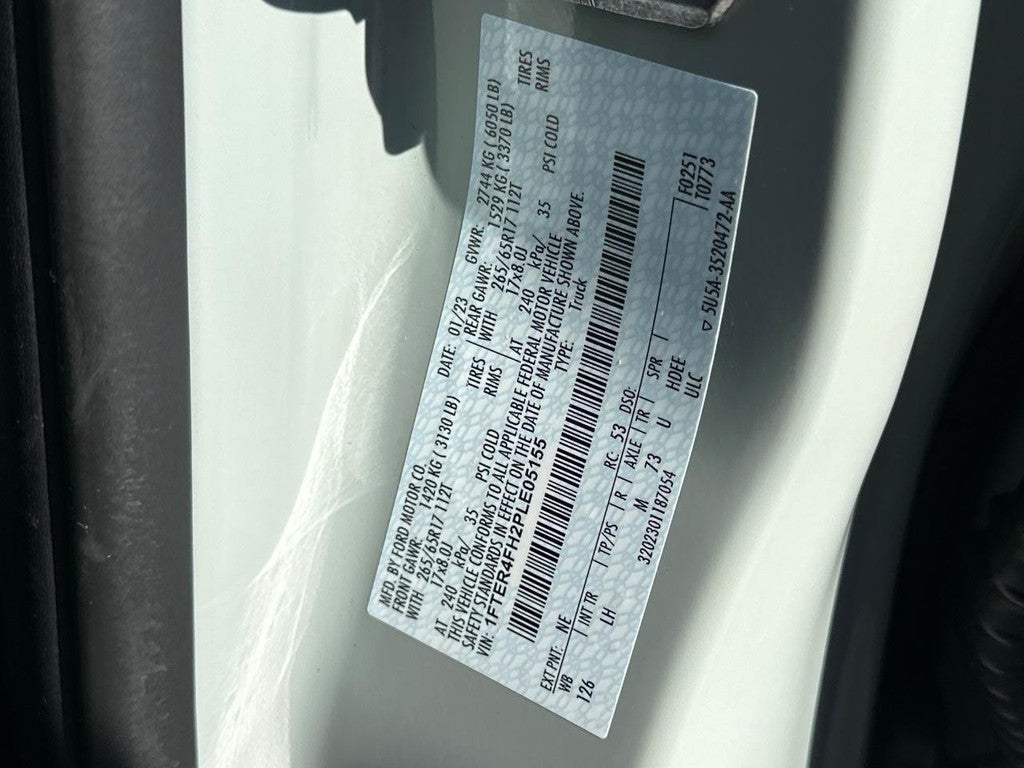 MFD. BY FORD MOTOR CO. DATE: 01/23 GVWR: 2744 KG ( 6050 LB)
FRONT GAWR: 1420 KG ( 3130 LB) REAR GAWR: 1529 KG ( 3370 LB)
WITH 265/65R17 112T TIRES WITH 265/65R17 112T TIRES
17x8.0J RIMS 17x8.0J RIMS
AT 240 kPa/ 35 PSI COLD AT 240 kPa/ 35 PSI COLD
THIS VEHICLE CONFORMS TO ALL APPLICABLE FEDERAL MOTOR VEHICLE
SAFETY STANDARDS IN EFFECT ON THE DATE OF MANUFACTURE SHOWN ABOVE.
VIN: 1FTER4FH2PLE05155 TYPE: Truck
EXT PNT: NE RC: 53 DSO: F0251
WB INT TR TP/PS R AXLE TR SPR T0773
126 LH M 73 U HDEE
3202301187054 ULC ▽ 5U5A-3520472-AA